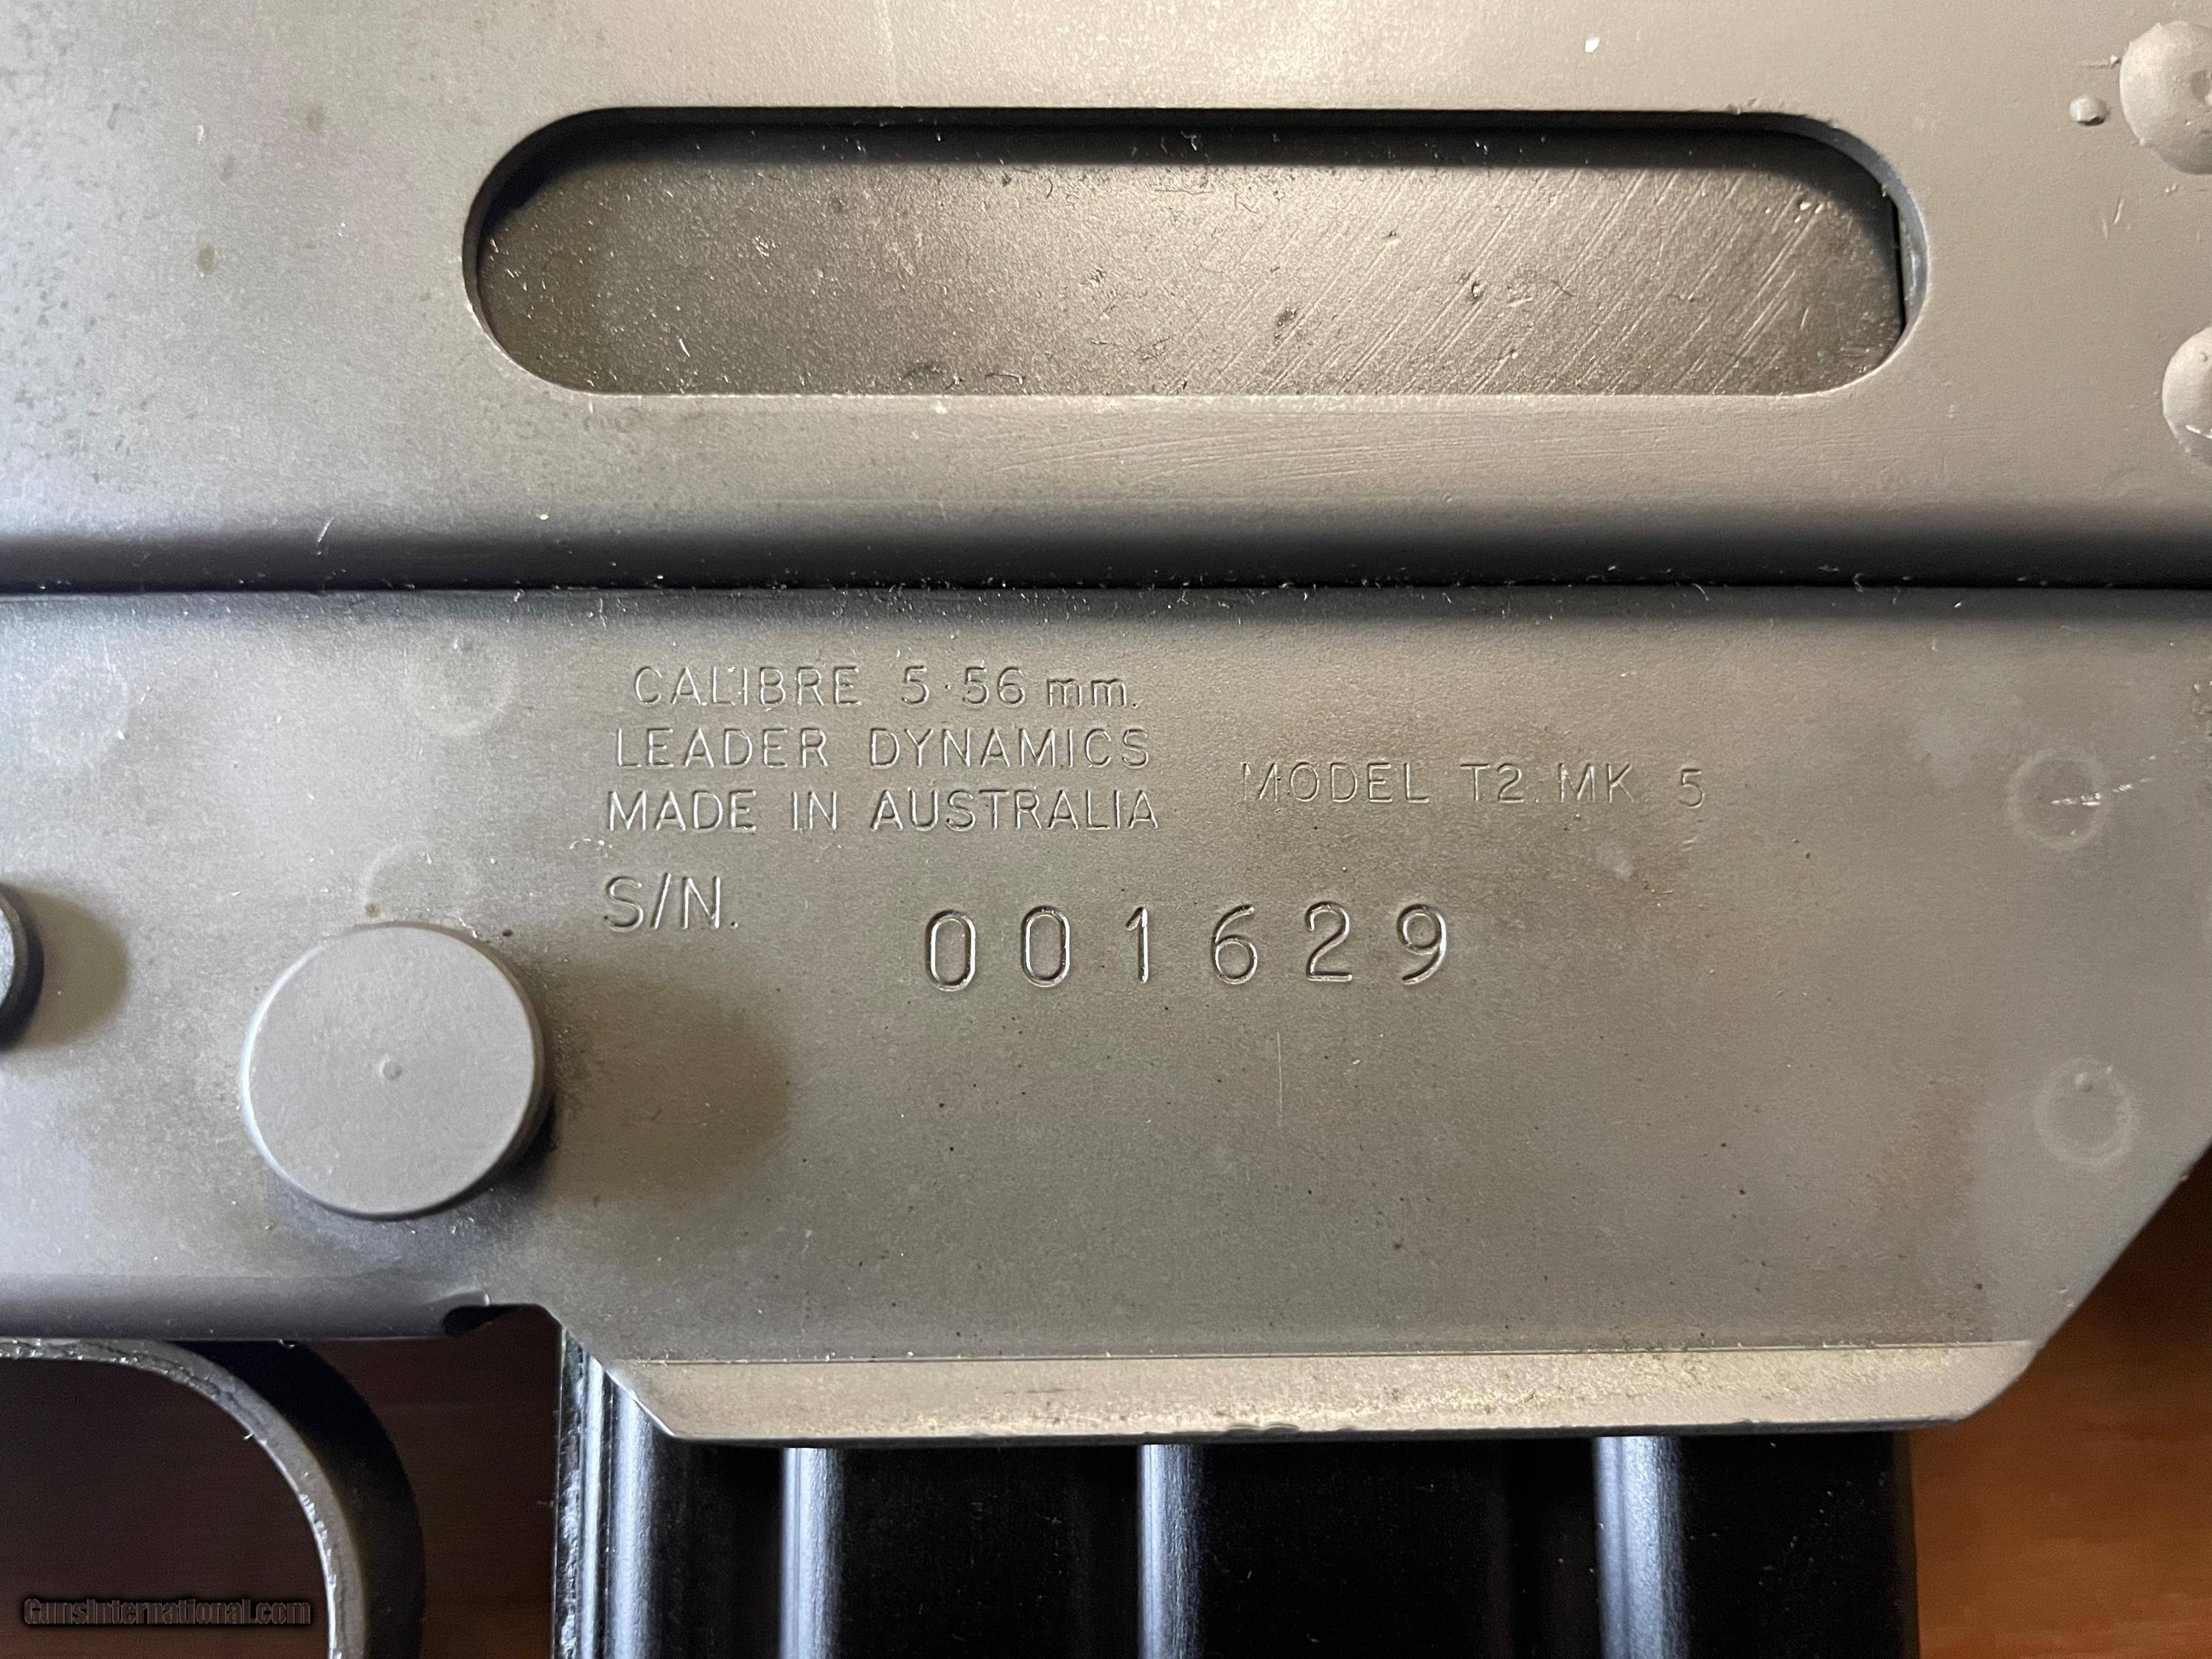 CALIBRE 5·56 mm.
LEADER DYNAMICS
MADE IN AUSTRALIA
MODEL T2 MK 5
S/N.
001629
GunsInternational.com